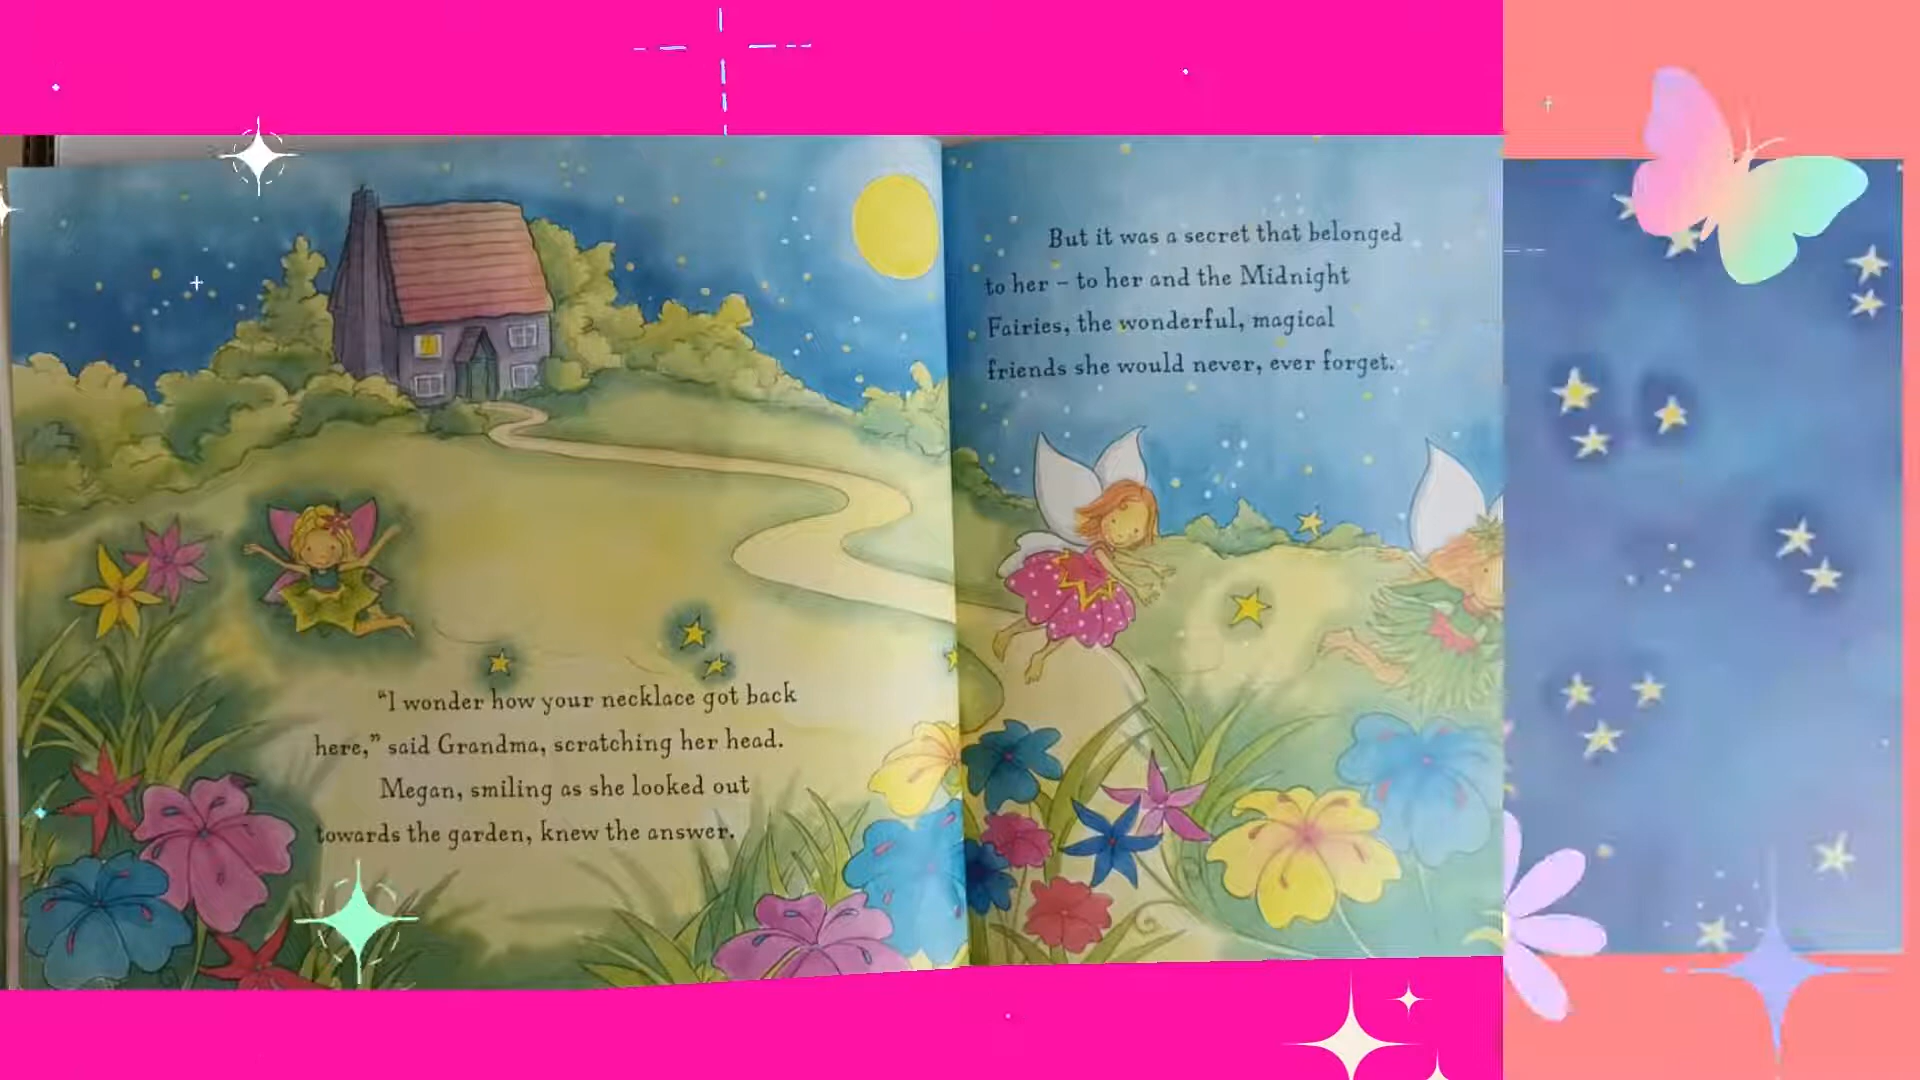 “I wonder how your necklace got back
here,” said Grandma, scratching her head.
Megan, smiling as she looked out
towards the garden, knew the answer.
But it was a secret that belonged
to her – to her and the Midnight
Fairies, the wonderful, magical
friends she would never, ever forget.